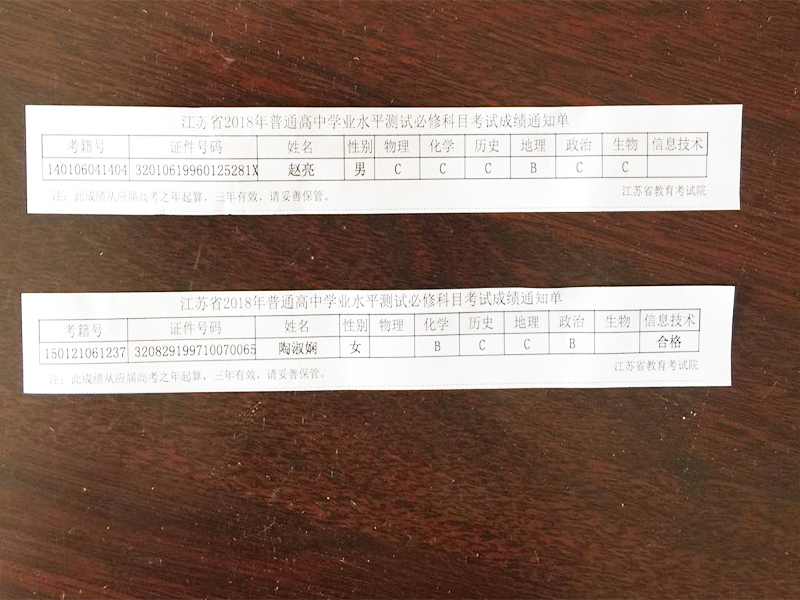 江苏省2018年普通高中学业水平测试必修科目考试成绩通知单
考籍号 证件号码 姓名 性别 物理 化学 历史 地理 政治 生物 信息技术
140106041404 32010619960125281X 赵亮 男 C C C B C C
注：此成绩从应届高考之年起算，三年有效，请妥善保管。 江苏省教育考试院
江苏省2018年普通高中学业水平测试必修科目考试成绩通知单
考籍号 证件号码 姓名 性别 物理 化学 历史 地理 政治 生物 信息技术
150121061237 320829199710070065 陶淑娴 女 B C C B 合格
注：此成绩从应届高考之年起算，三年有效，请妥善保管。 江苏省教育考试院